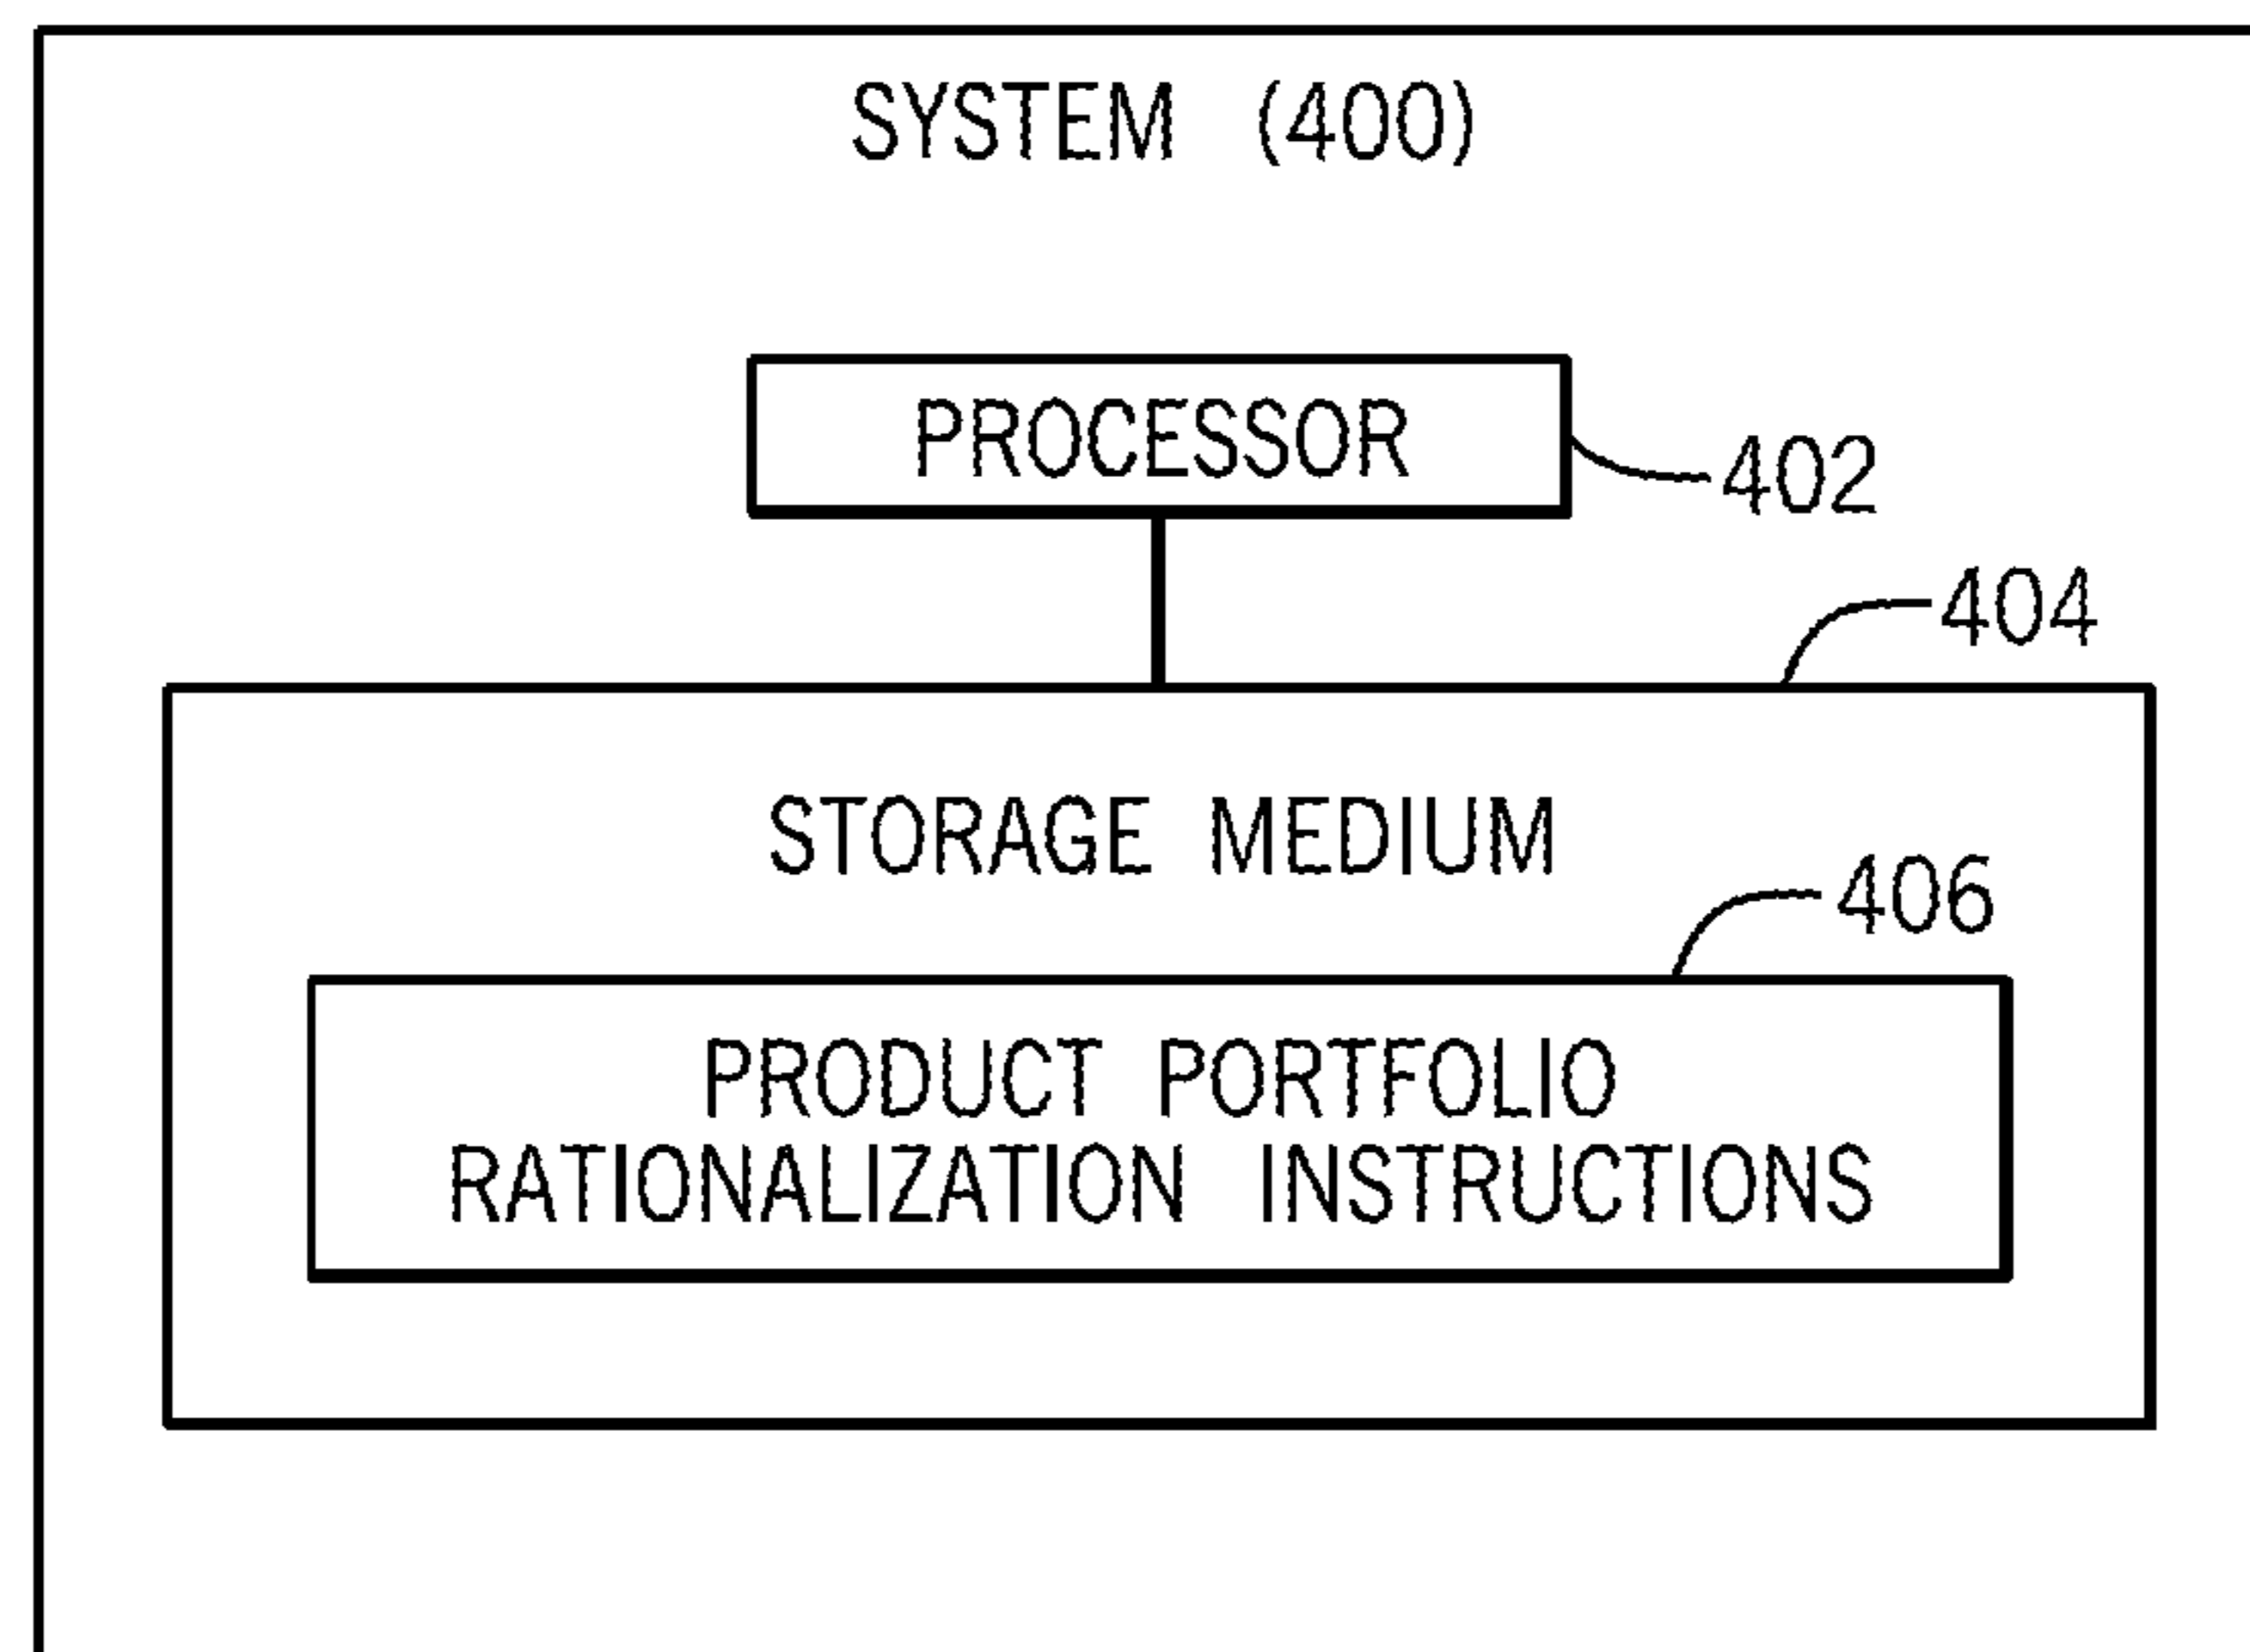 SYSTEM (400)
PROCESSOR
402
404
STORAGE MEDIUM
406
PRODUCT PORTFOLIO
RATIONALIZATION INSTRUCTIONS